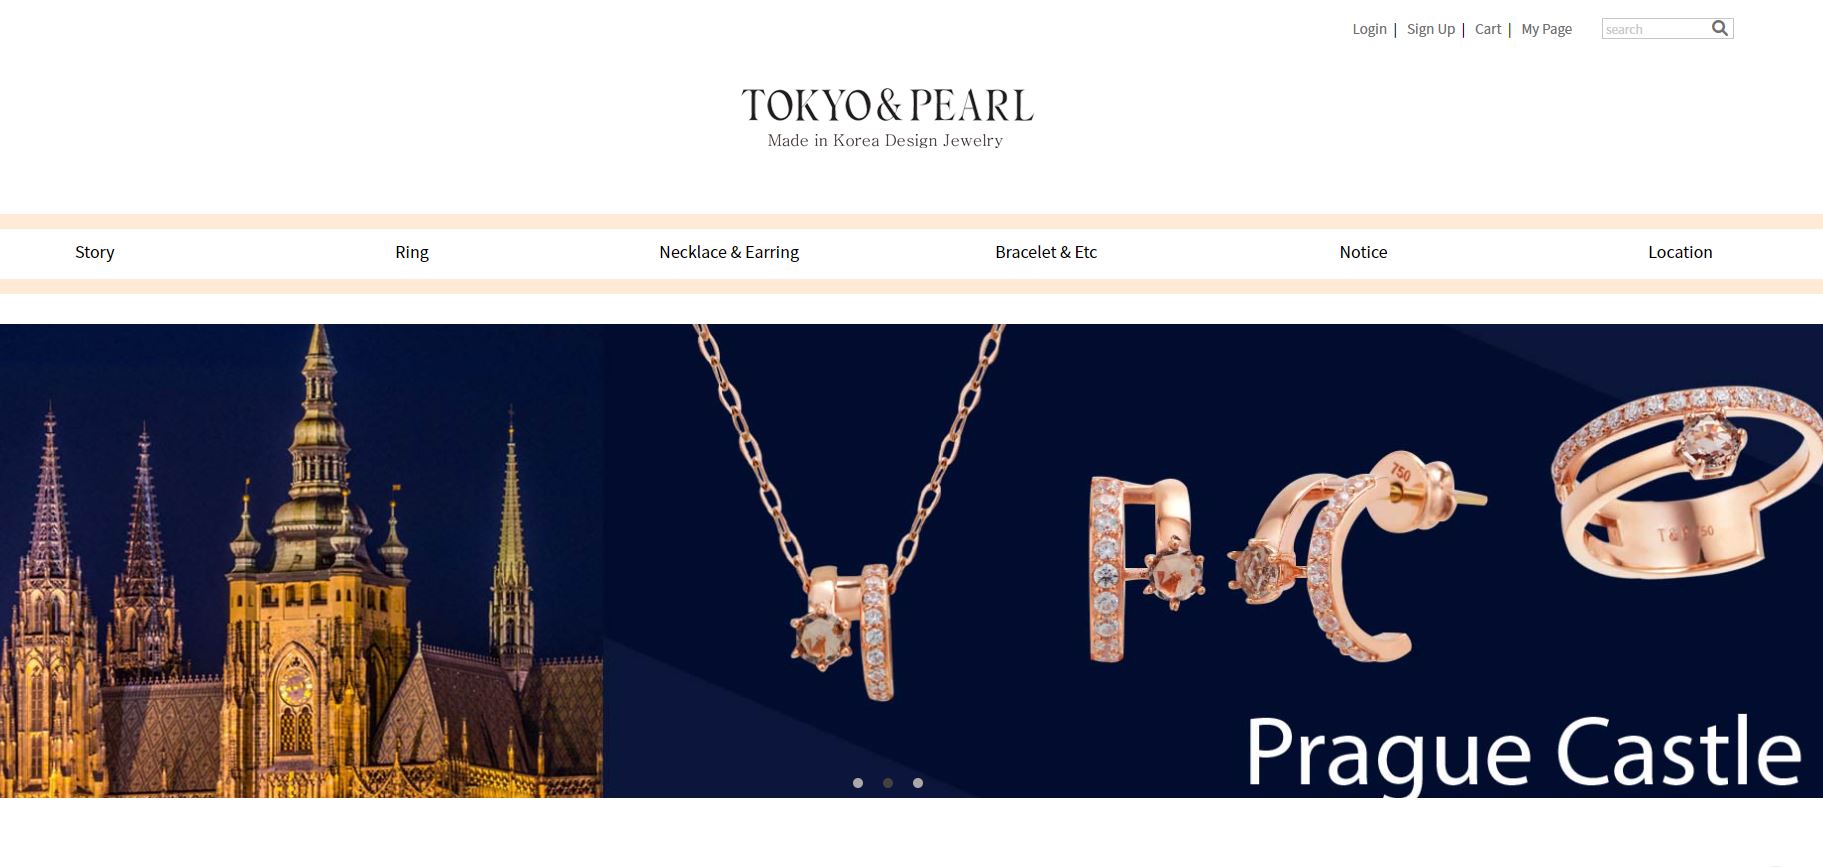 Login | Sign Up | Cart | My Page
search
TOKYO&PEARL
Made in Korea Design Jewelry
Story
Ring
Necklace & Earring
Bracelet & Etc
Notice
Location
750
T & P 750
Prague Castle